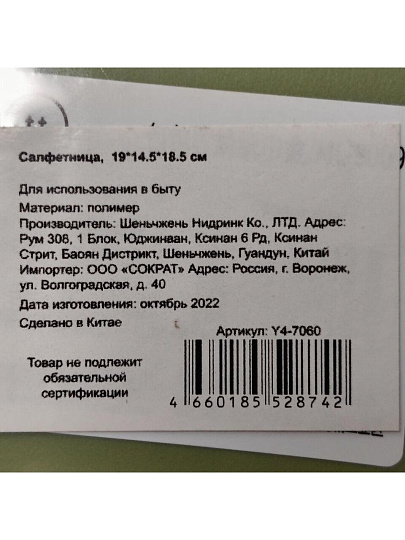 Салфетница, 19*14.5*18.5 см
Для использования в быту
Материал: полимер
Производитель: Шеньчжень Нидринк Ко., ЛТД. Адрес:
Рум 308, 1 Блок, Юджинван, Ксинан 6 Рд, Ксинан
Стрит, Баоян Дистрикт, Шеньчжень, Гуандун, Китай
Импортер: ООО «СОКРАТ» Адрес: Россия, г. Воронеж,
ул. Волгоградская, д. 40
Дата изготовления: октябрь 2022
Сделано в Китае
Артикул: Y4-7060
Товар не подлежит
обязательной
сертификации
4 660185 528742